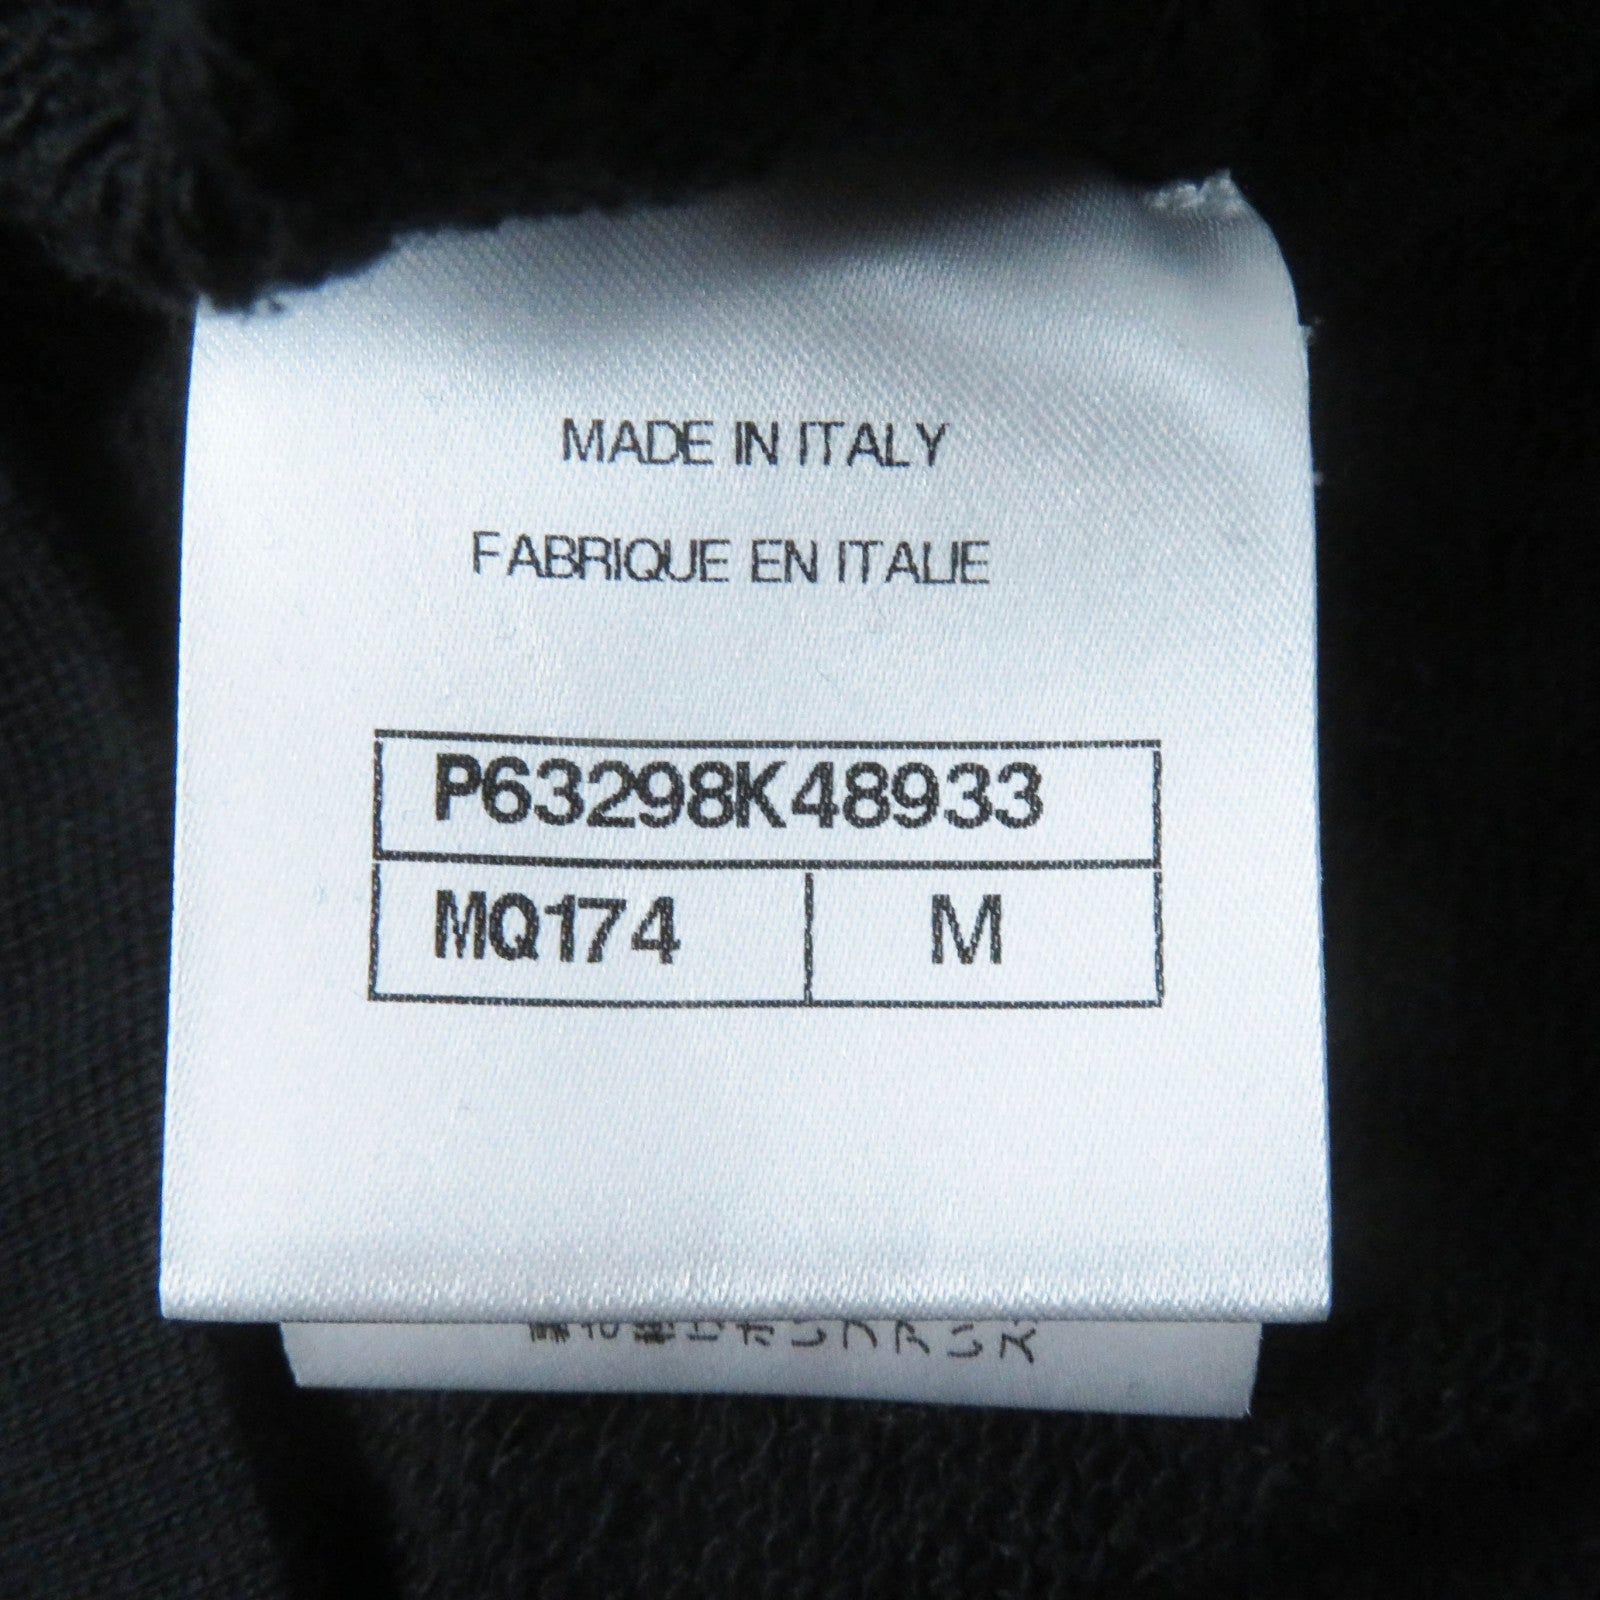 MADE IN ITALY
FABRIQUE EN ITALIE
P63298K48933
MQ174 M